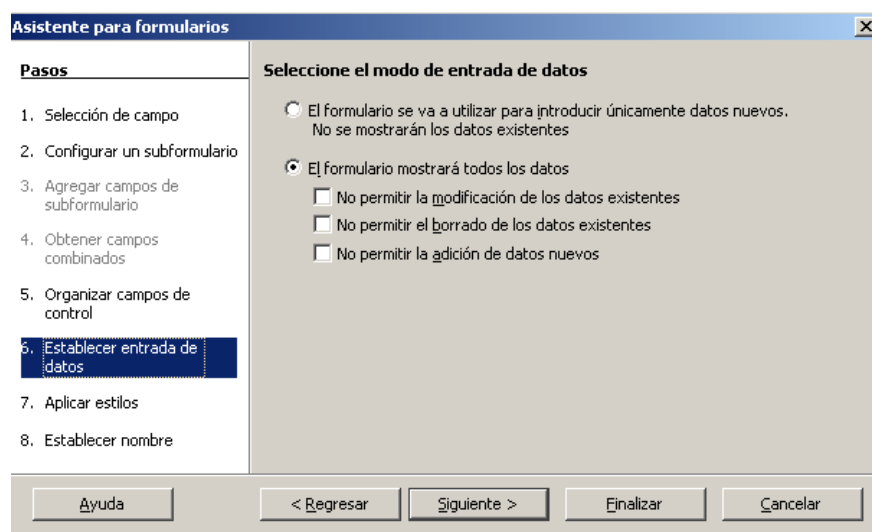 Asistente para formularios
Pasos
1. Selección de campo
2. Configurar un subformulario
3. Agregar campos de
subformulario
4. Obtener campos
combinados
5. Organizar campos de
control
6. Establecer entrada de
datos
7. Aplicar estilos
8. Establecer nombre
Seleccione el modo de entrada de datos
El formulario se va a utilizar para introducir únicamente datos nuevos.
No se mostrarán los datos existentes
El formulario mostrará todos los datos
No permitir la modificación de los datos existentes
No permitir el borrado de los datos existentes
No permitir la adición de datos nuevos
Ayuda
< Regresar
Siguiente >
Finalizar
Cancelar